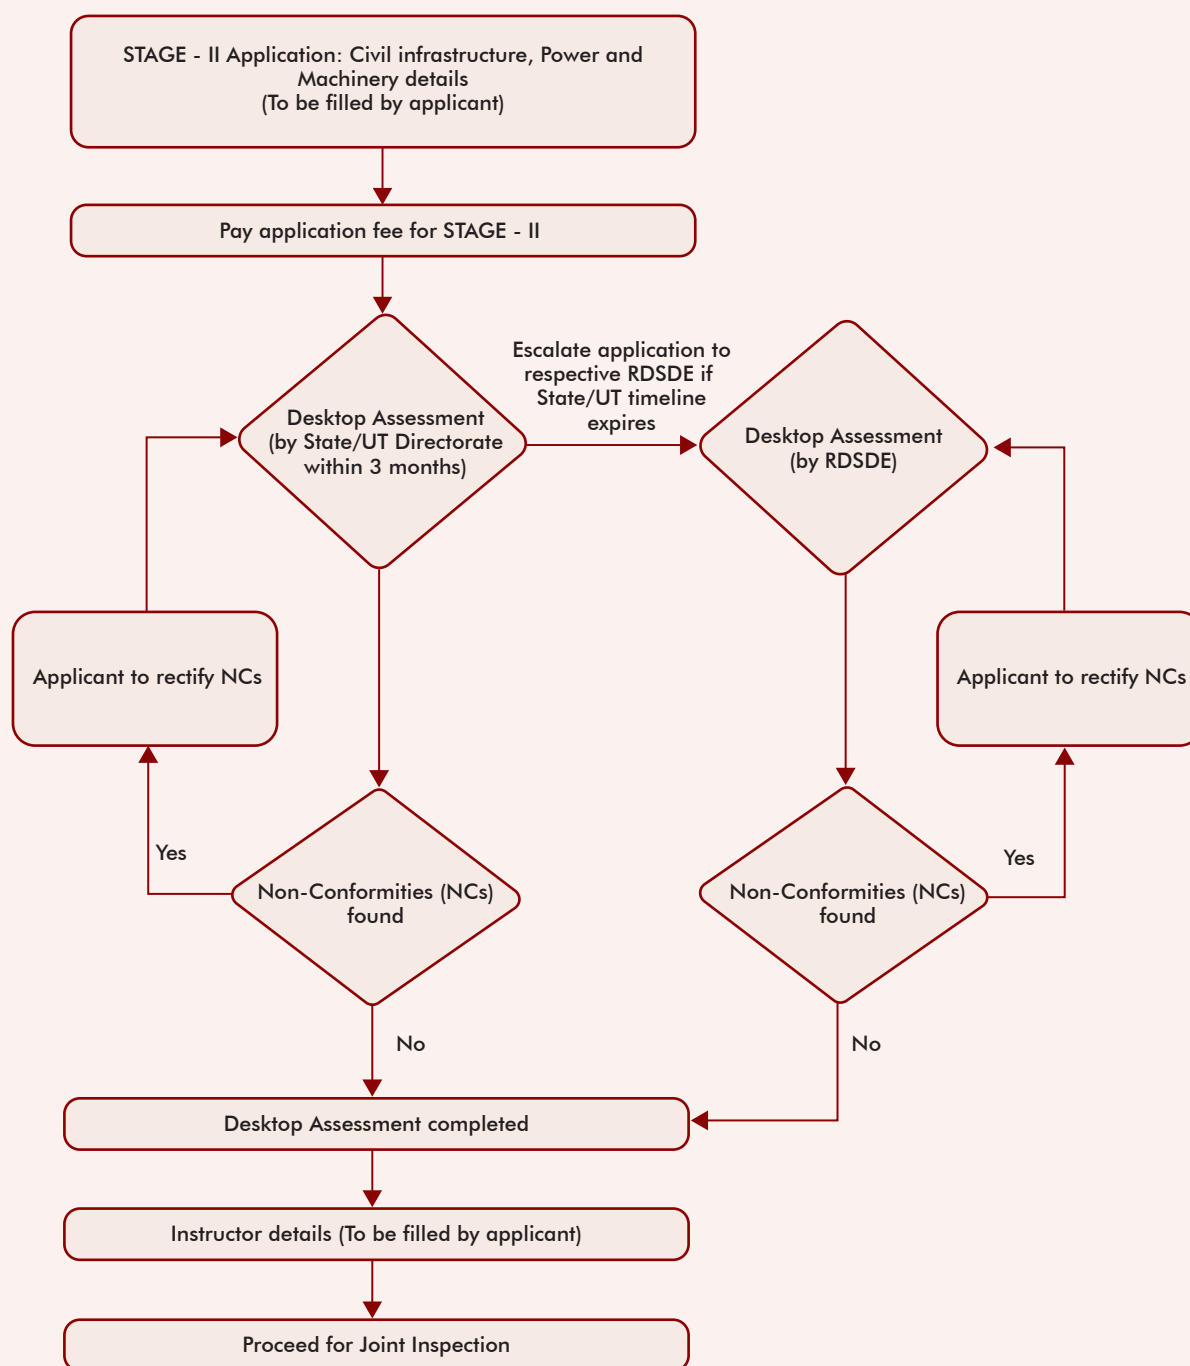 STAGE - II Application: Civil infrastructure, Power and
Machinery details
(To be filled by applicant)
Pay application fee for STAGE - II
Desktop Assessment
(by State/UT Directorate
within 3 months)
Escalate application to
respective RDSDE if
State/UT timeline
expires
Desktop Assessment
(by RDSDE)
Applicant to rectify NCs
Applicant to rectify NCs
Yes
Non-Conformities (NCs)
found
Non-Conformities (NCs)
found
Yes
No
No
Desktop Assessment completed
Instructor details (To be filled by applicant)
Proceed for Joint Inspection